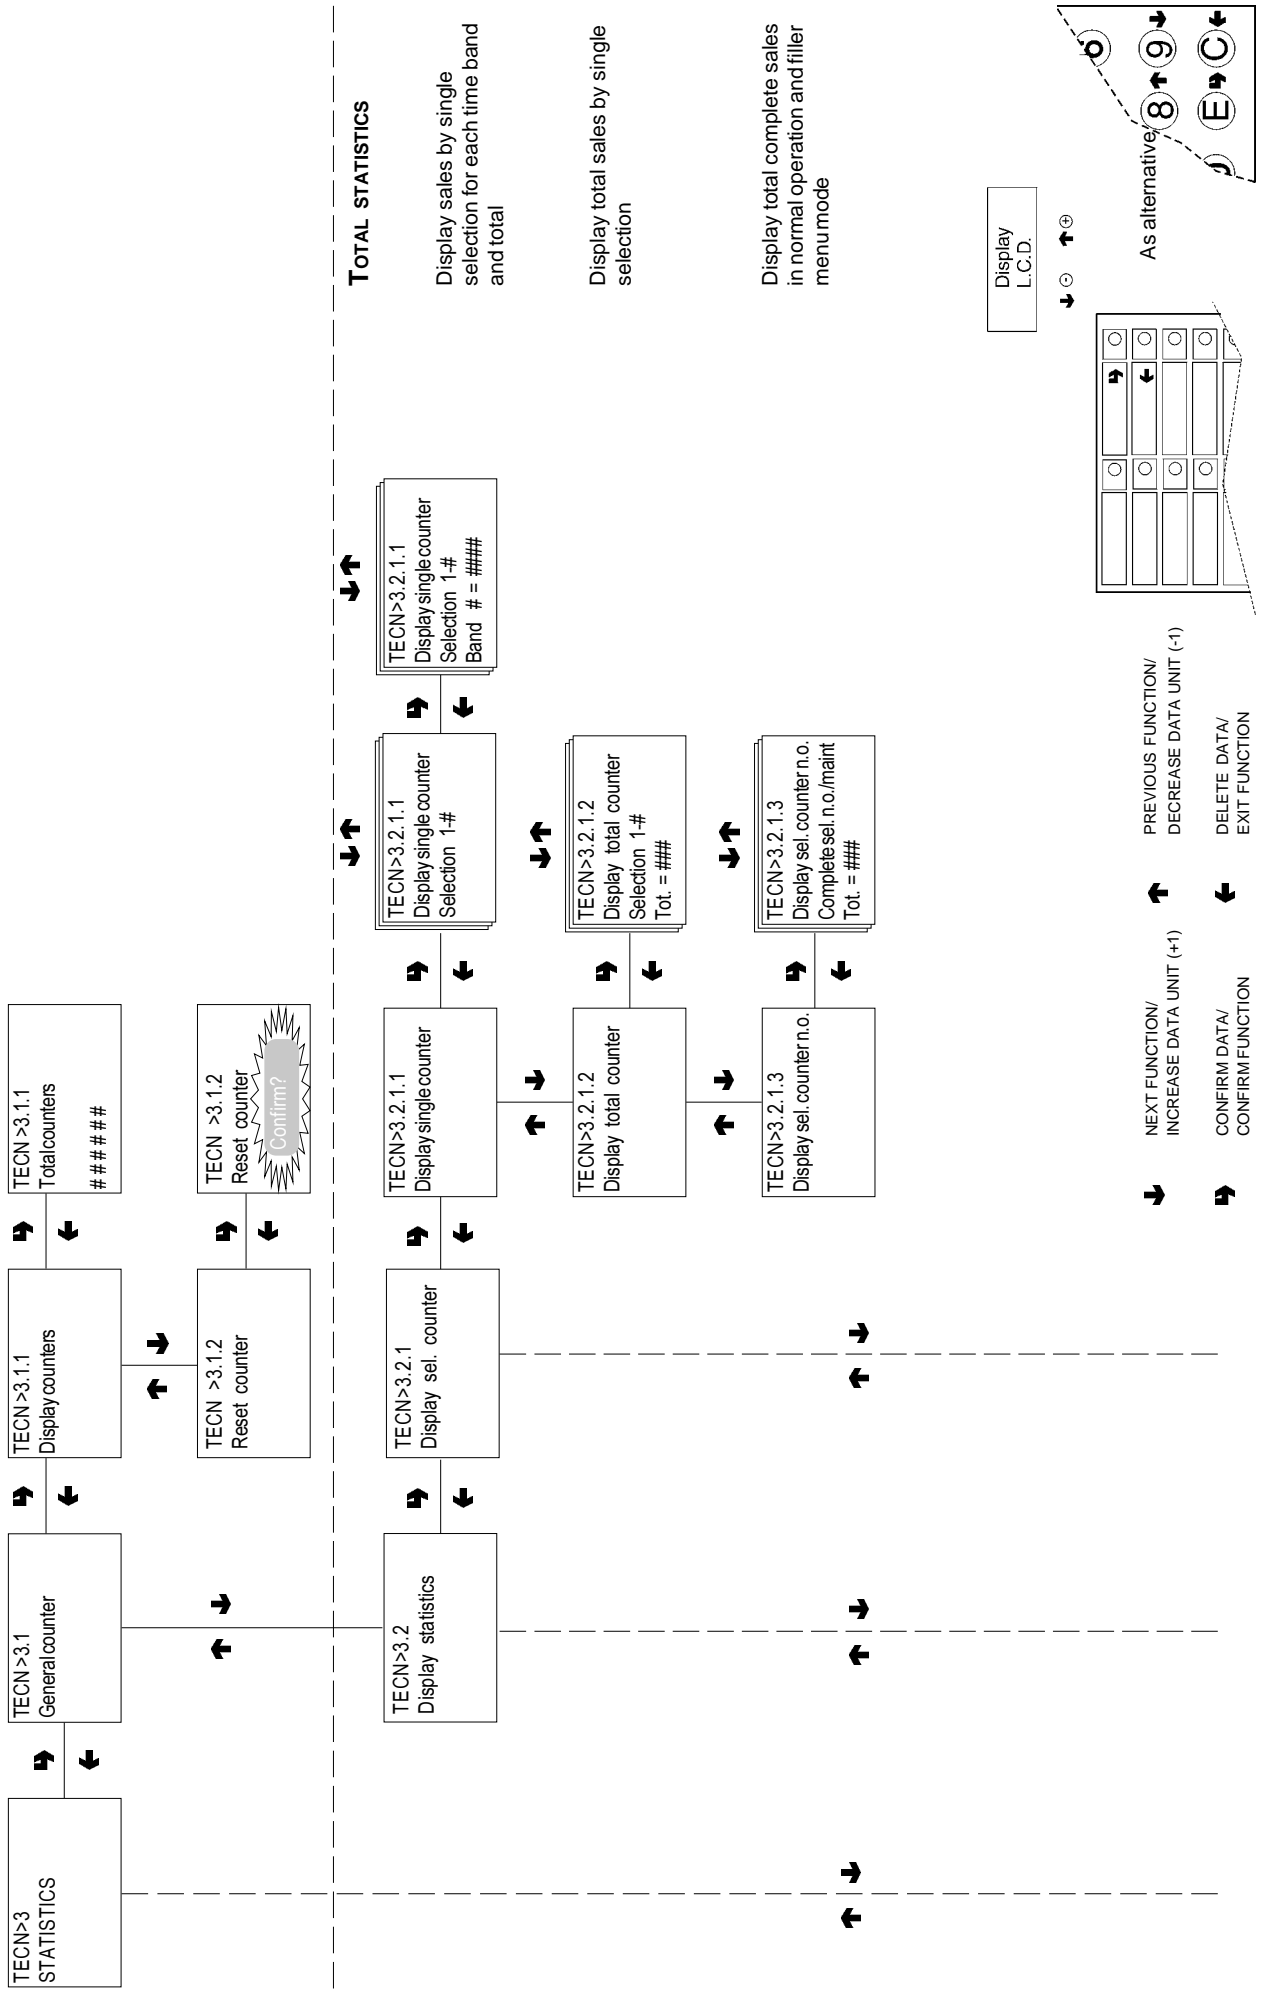 TECN>3
STATISTICS
TECN >3.1
General counter
TECN >3.1.1
Display counters
TECN >3.1.1
Total counters
######
TECN >3.1.2
Reset counter
TECN >3.1.2
Reset counter
Confirm?
TOTAL STATISTICS
TECN>3.2
Display statistics
TECN>3.2.1
Display sel. counter
TECN>3.2.1.1
Display single counter
TECN>3.2.1.1
Display single counter
Selection 1-#
TECN>3.2.1.1
Display single counter
Selection 1-#
Band # = ####
Display sales by single
selection for each time band
and total
TECN>3.2.1.2
Display total counter
TECN>3.2.1.2
Display total counter
Selection 1-#
Tot. = ###
Display total sales by single
selection
TECN>3.2.1.3
Display sel. counter n.o.
TECN>3.2.1.3
Display sel. counter n.o.
Complete sel. n.o./maint
Tot. = ###
Display total complete sales
in normal operation and filler
menu mode
NEXT FUNCTION/
INCREASE DATA UNIT (+1)
PREVIOUS FUNCTION/
DECREASE DATA UNIT (-1)
CONFIRM DATA/
CONFIRM FUNCTION
DELETE DATA/
EXIT FUNCTION
Display
L.C.D.
- +
As alternative
8 9
E C